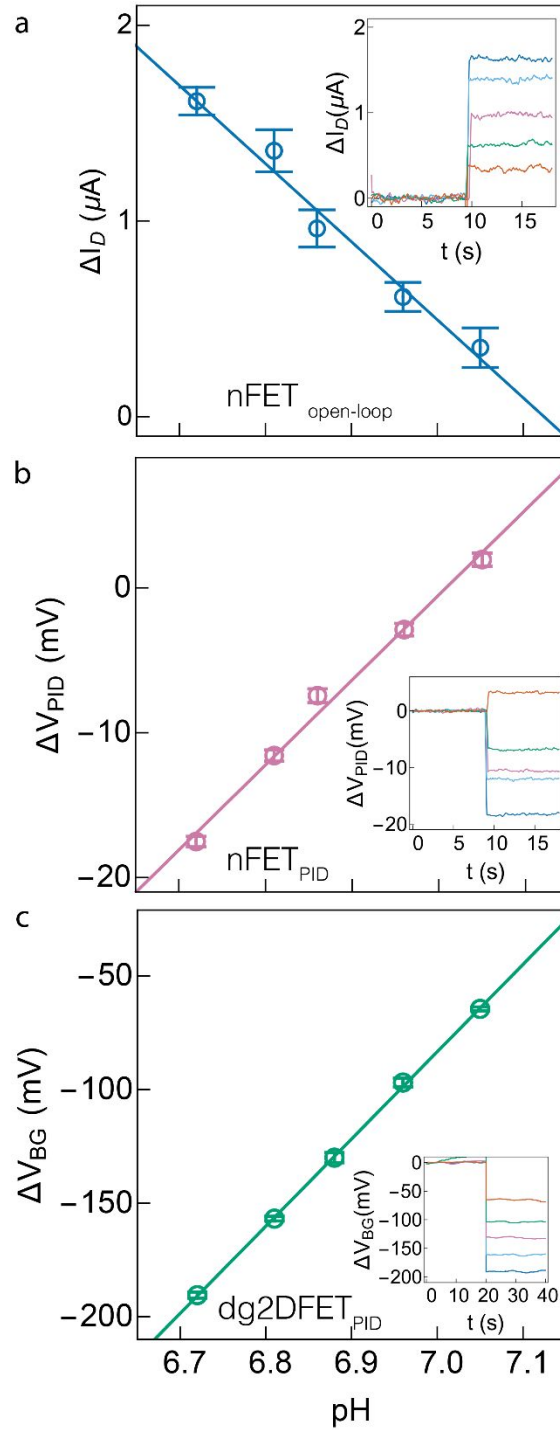 a
2
1
0
ΔI_D (μA)
nFET open-loop
2
1
0
ΔI_D(μA)
0 5 10 15
t (s)
b
0
−10
−20
ΔV_PID (mV)
nFET_PID
0
−10
−20
ΔV_PID(mV)
0 5 10 15
t (s)
c
−50
−100
−150
−200
ΔV_BG (mV)
dg2DFET_PID
0
−50
−100
−150
−200
ΔV_BG(mV)
0 10 20 30 40
t (s)
6.7 6.8 6.9 7.0 7.1
pH